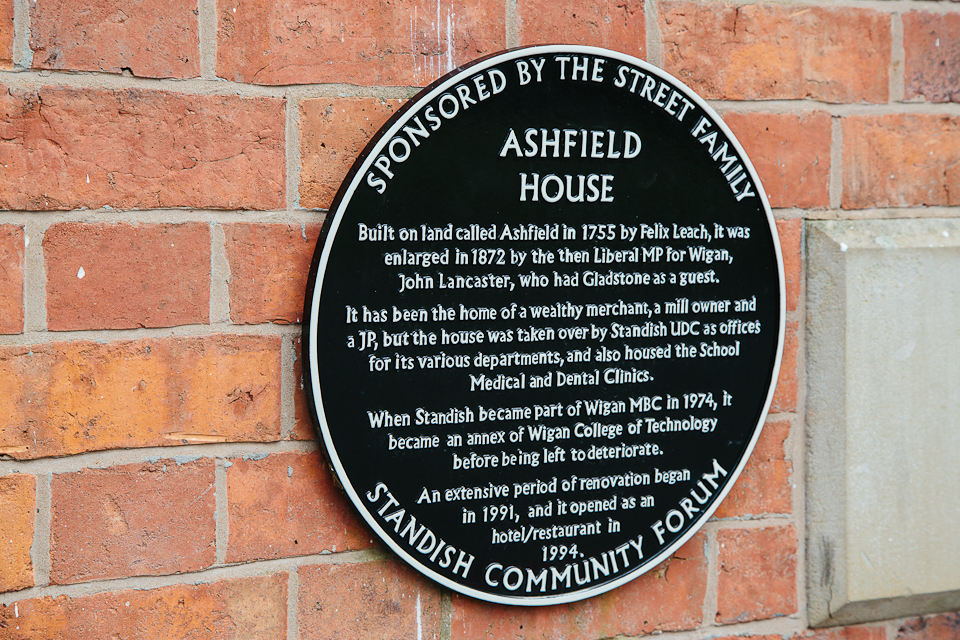 SPONSORED BY THE STREET FAMILY
ASHFIELD
HOUSE
Built on land called Ashfield in 1755 by Felix Leach, it was
enlarged in 1872 by the then Liberal MP for Wigan,
John Lancaster, who had Gladstone as a guest.
It has been the home of a wealthy merchant, a mill owner and
a JP, but the house was taken over by Standish UDC as offices
for its various departments, and also housed the School
Medical and Dental Clinics.
When Standish became part of Wigan MBC in 1974, it
became an annex of Wigan College of Technology
before being left to deteriorate.
An extensive period of renovation began
in 1991, and it opened as an
hotel/restaurant in
1994.
STANDISH COMMUNITY FORUM